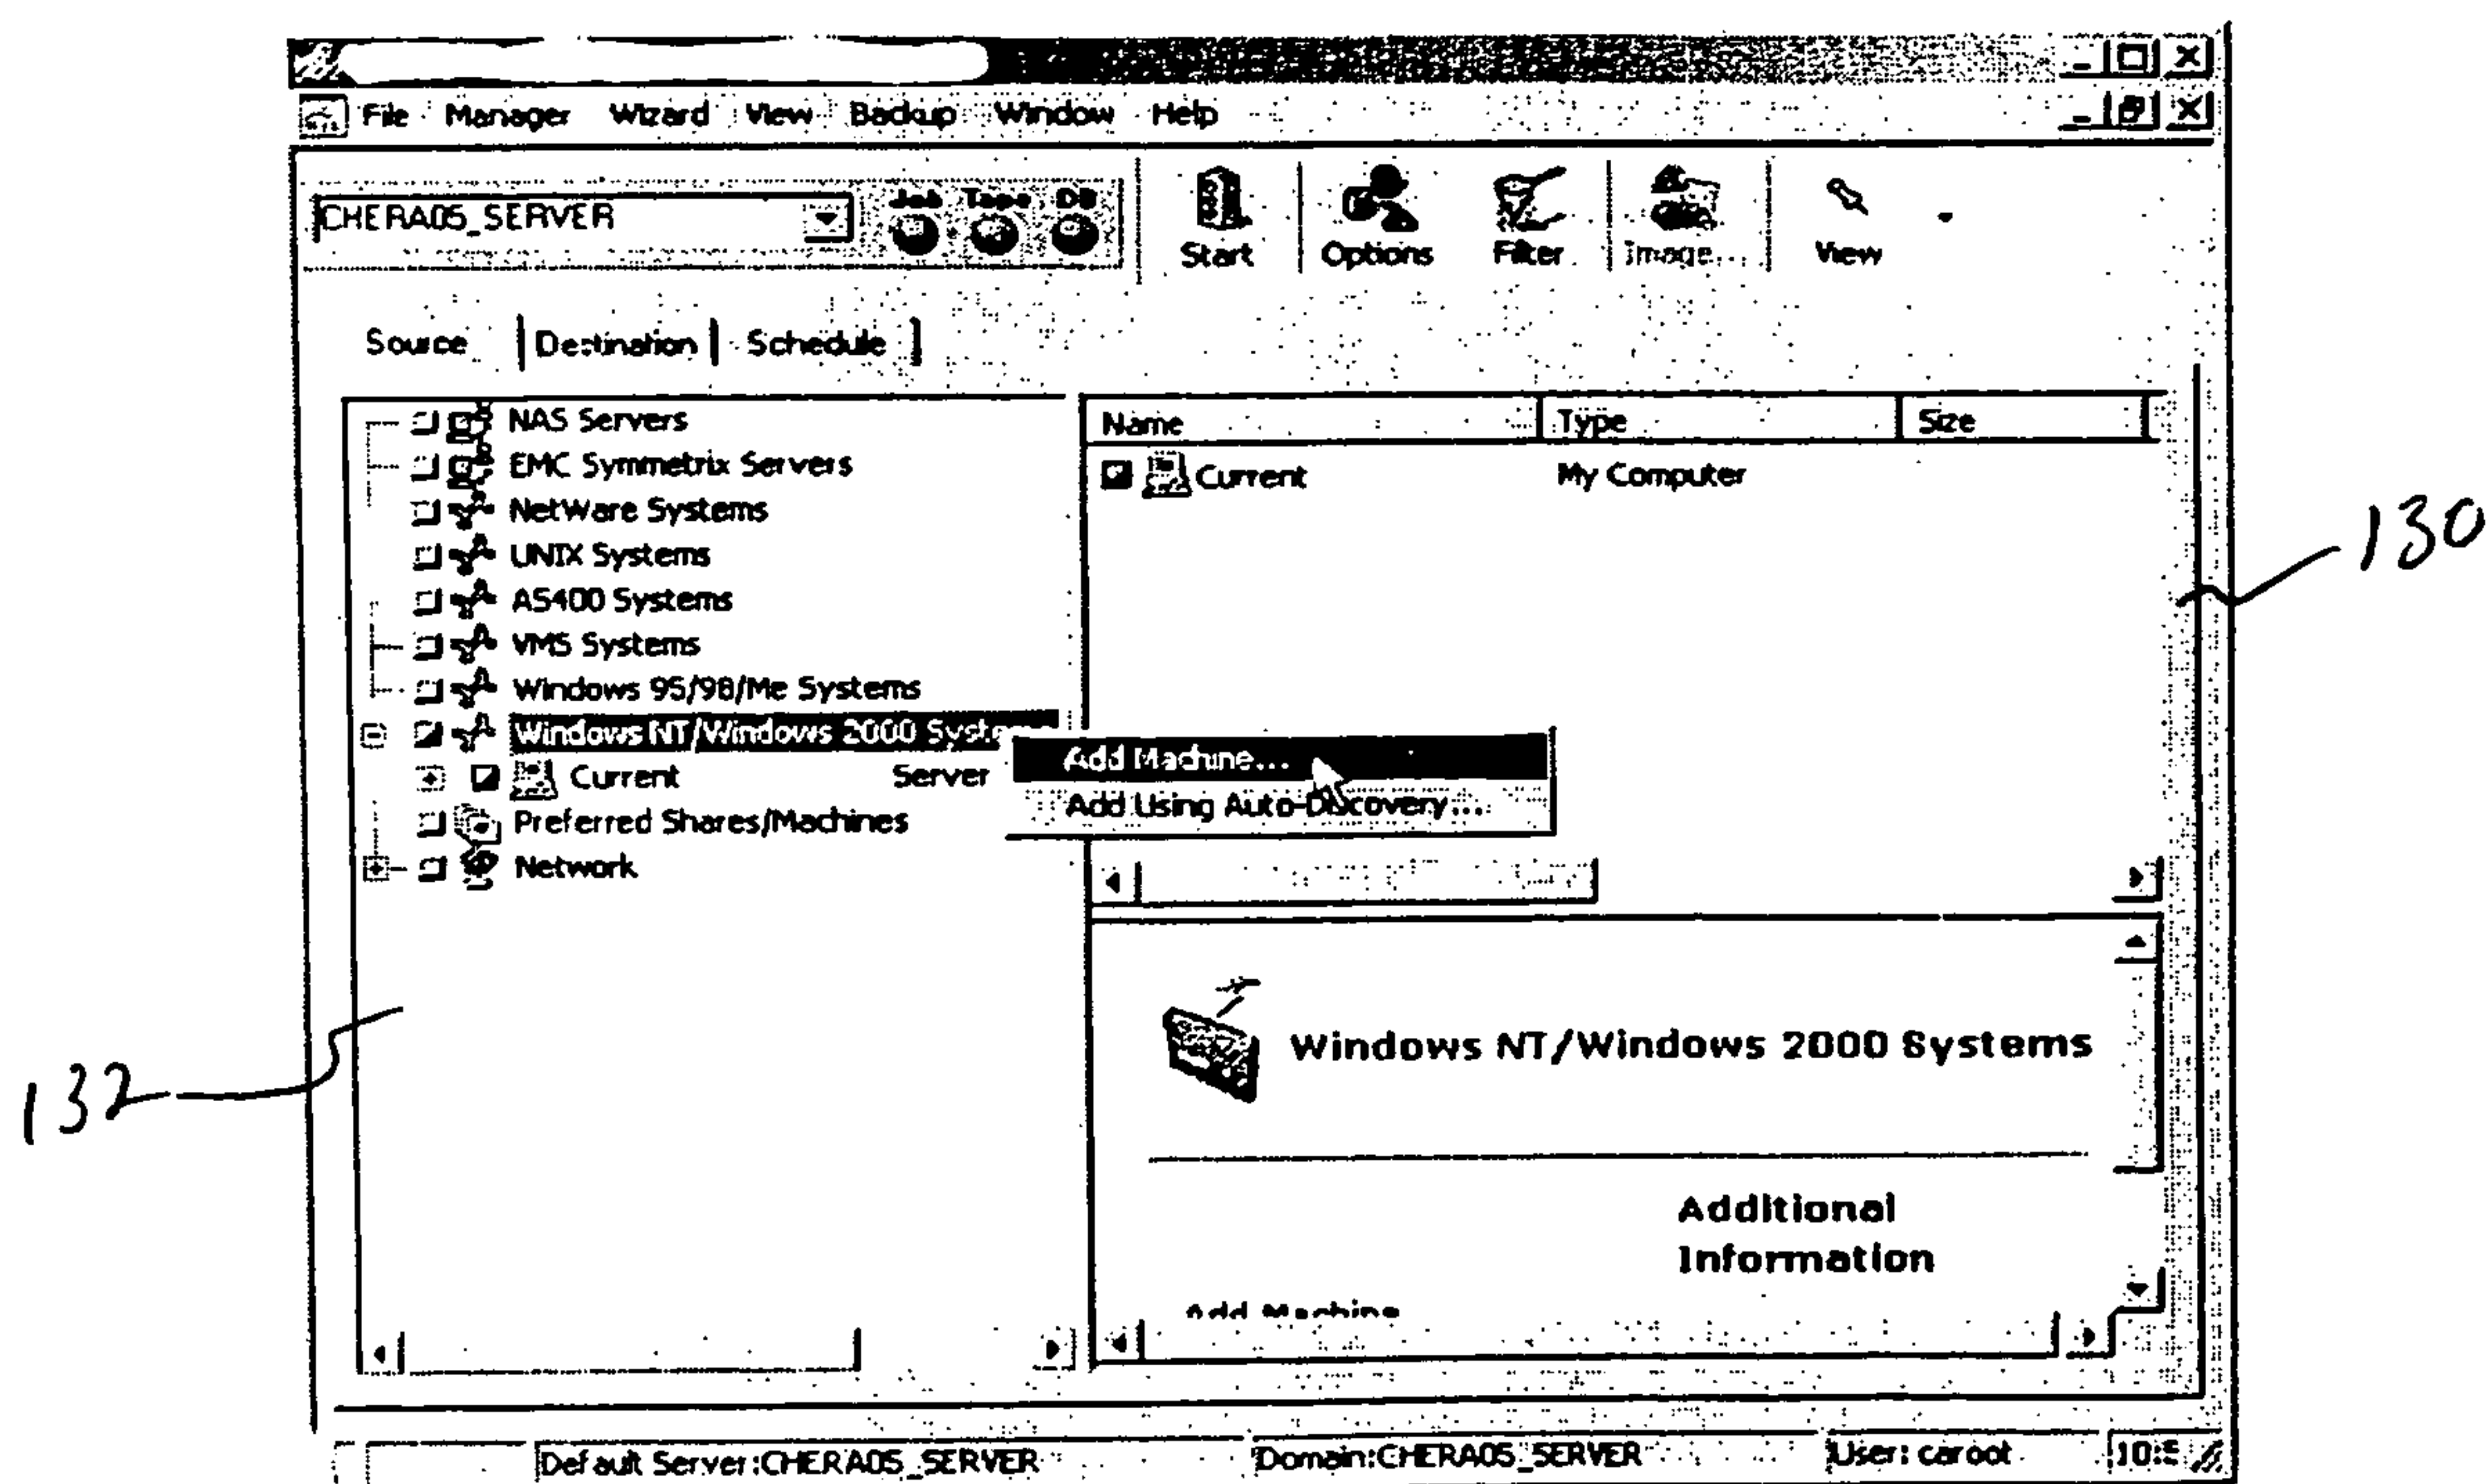 File Manager Wizard View Backup Window Help
CHERA05_SERVER
Job Tape DB
Start Options Filter Image... View
Source Destination Schedule
NAS Servers
EMC Symmetrix Servers
NetWare Systems
UNIX Systems
AS400 Systems
VMS Systems
Windows 95/98/Me Systems
Windows NT/Windows 2000 Syste
Current Server
Preferred Shares/Machines
Network
Name Type Size
Current My Computer
Add Machine...
Add Using Auto-Discovery...
Windows NT/Windows 2000 Systems
Additional
Information
Add Machine
Default Server:CHERA05_SERVER Domain:CHERA05_SERVER User: caroot
130
132